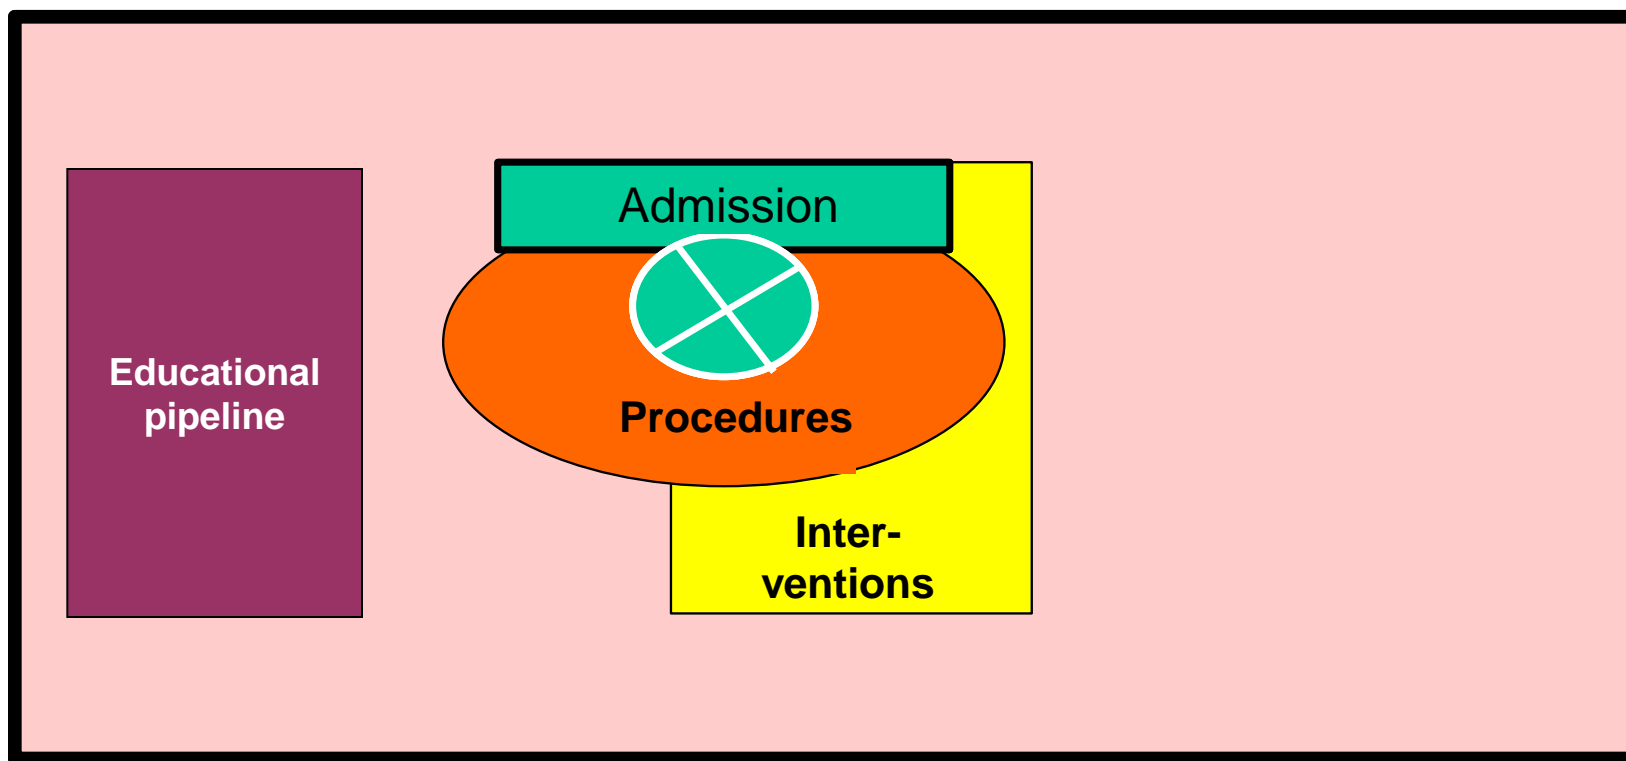 Educational
pipeline
Admission
Procedures
Inter-
ventions